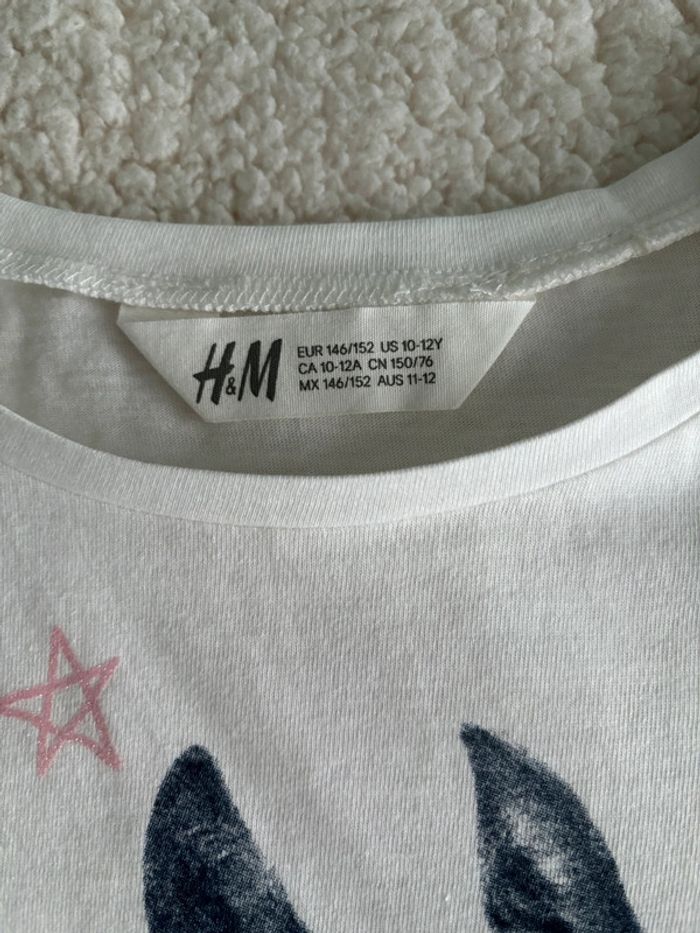 H&M
EUR 146/152 US 10-12Y
CA 10-12A CN 150/76
MX 146/152 AUS 11-12